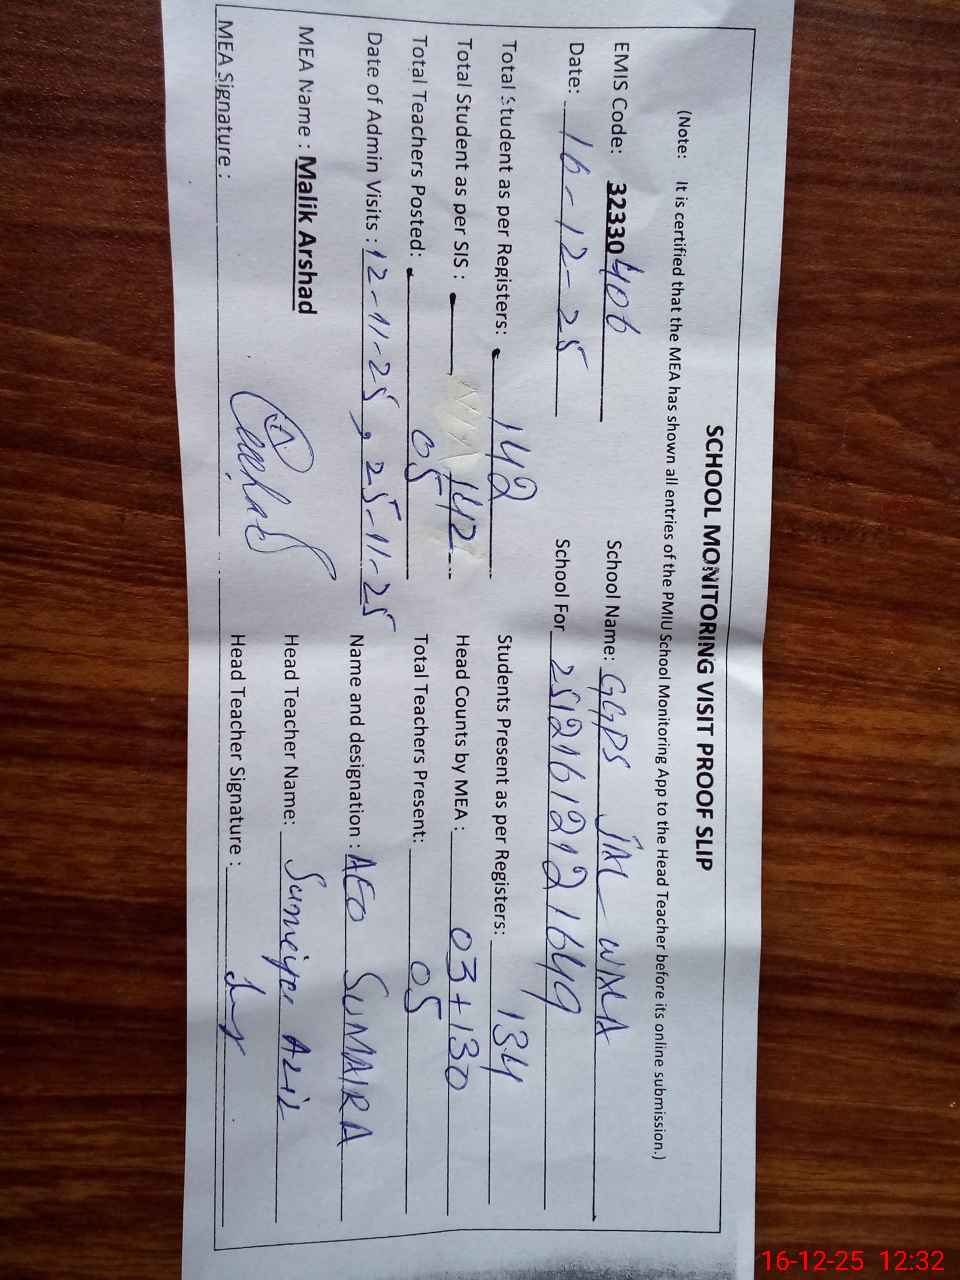 SCHOOL MONITORING VISIT PROOF SLIP
(Note: It is certified that the MEA has shown all entries of the PMIU School Monitoring App to the Head Teacher before its online submission.)
EMIS Code: 32330406 School Name: GGPS JAL WALA
Date: 16-12-25 School For 25121612121649
Total Student as per Registers: 142 Students Present as per Registers: 134
Total Student as per SIS : 142 Head Counts by MEA : 03+130
Total Teachers Posted: 05 Total Teachers Present: 05
Date of Admin Visits : 12-11-25, 25-11-25 Name and designation : AEO SUMAIRA
MEA Name : Malik Arshad Head Teacher Name: Sumaiya Aziz
MEA Signature : Head Teacher Signature :
16-12-25 12:32